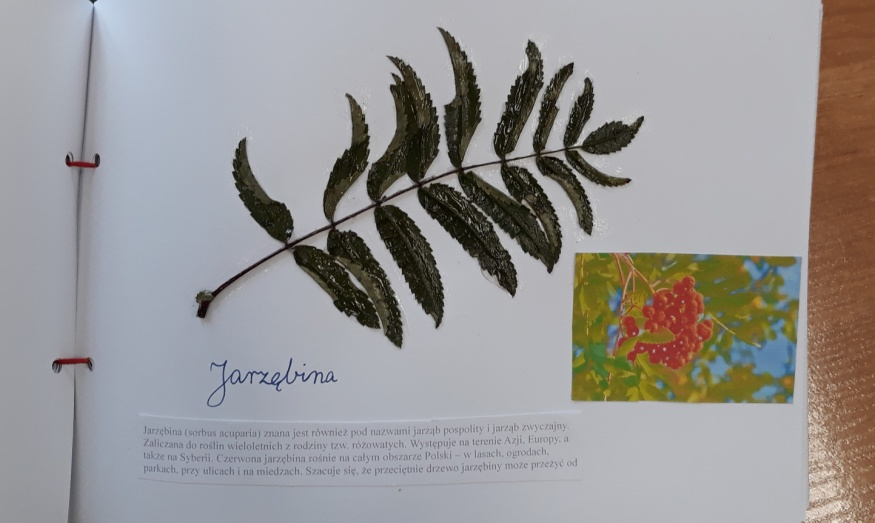 Jarzębina
Jarzębina (sorbus acuparia) znana jest również pod nazwami jarząb pospolity i jarząb zwyczajny.
Zaliczana do roślin wieloletnich z rodziny tzw. różowatych. Występuje na terenie Azji, Europy, a
także na Syberii. Czerwona jarzębina rośnie na całym obszarze Polski – w lasach, ogrodach,
parkach, przy ulicach i na miedzach. Szacuje się, że przeciętnie drzewo jarzębiny może przeżyć od